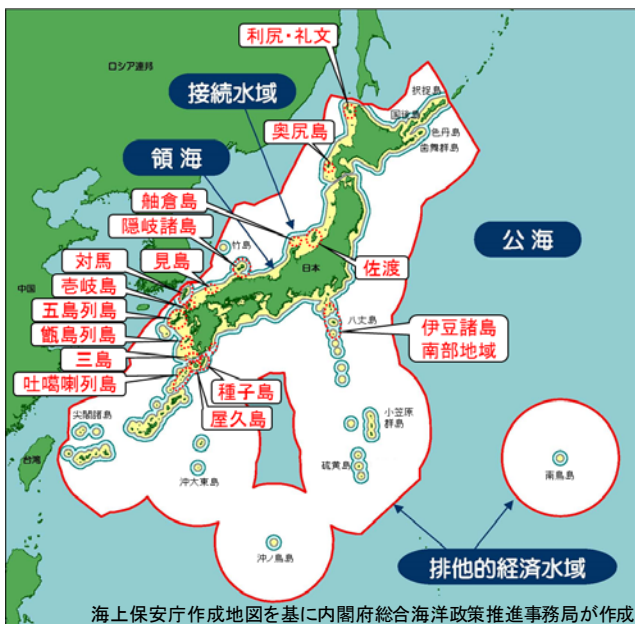 利尻・礼文
ロシア連邦
接続水域
択捉島
国後島
色丹島
歯舞群島
奥尻島
領海
舳倉島
隠岐諸島
竹島
公海
対馬
見島
日本
佐渡
中国
壱岐島
五島列島
八丈島
伊豆諸島
南部地域
甑島列島
三島
吐噶喇列島
種子島
屋久島
尖閣諸島
小笠原
群島
台湾
沖大東島
硫黄島
南鳥島
沖ノ鳥島
排他的経済水域
海上保安庁作成地図を基に内閣府総合海洋政策推進事務局が作成